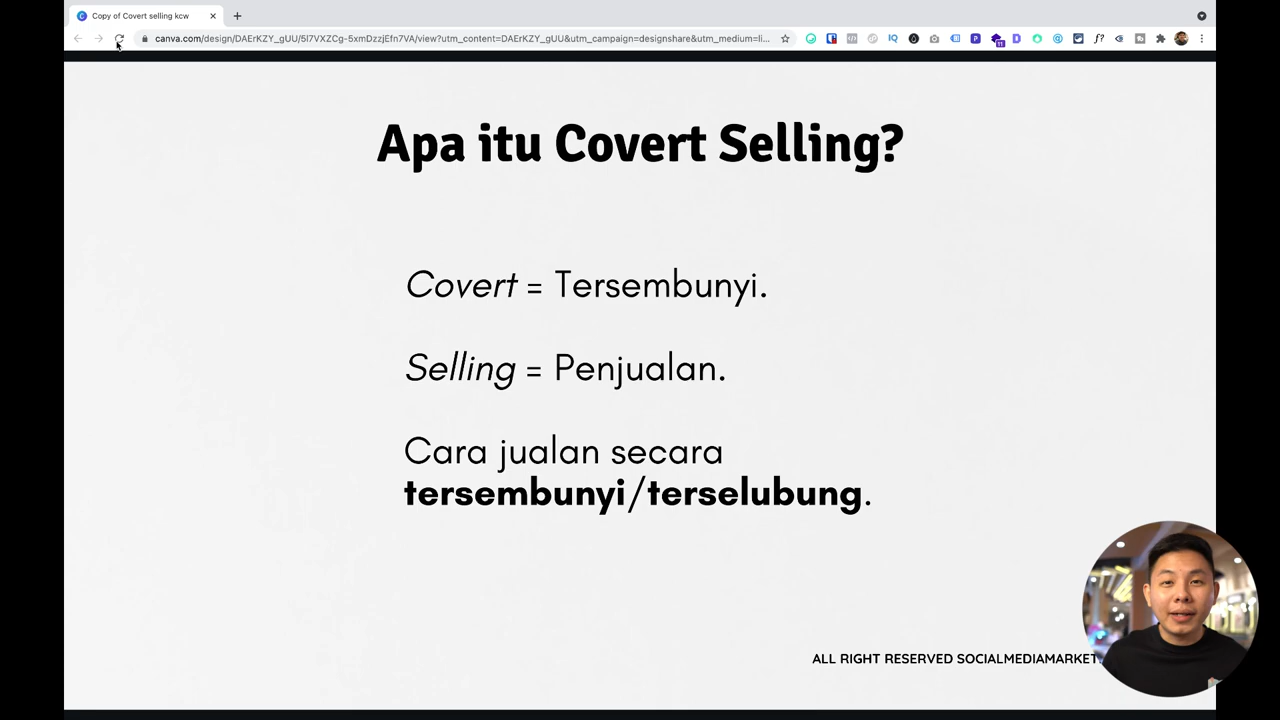 Copy of Covert selling kcw
canva.com/design/DAErKZY_gUU/5l7VXZCg-5xmDzzjEfn7VA/view?utm_content=DAErKZY_gUU&utm_campaign=designshare&utm_medium=li...
Apa itu Covert Selling?
Covert = Tersembunyi.
Selling = Penjualan.
Cara jualan secara
tersembunyi/terselubung.
ALL RIGHT RESERVED SOCIALMEDIAMARKET